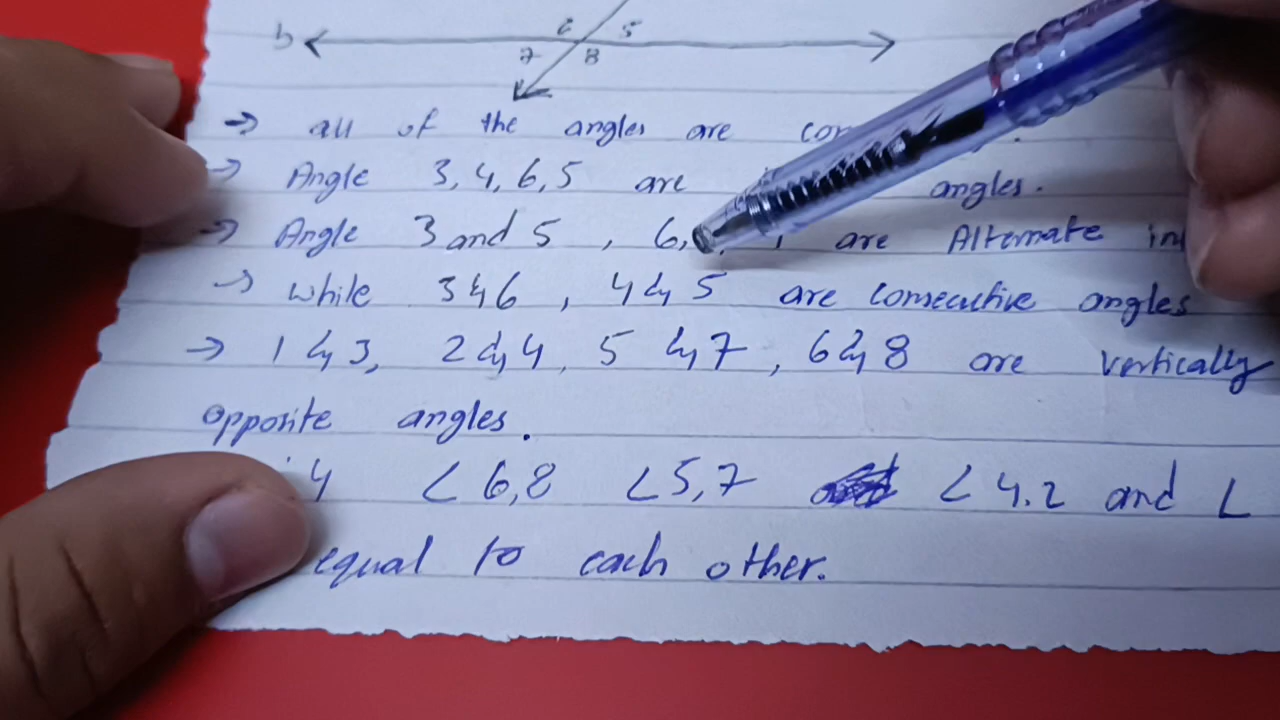 b 6 5
7 8
→ all of the angles are
→ Angle 3, 4, 6, 5 are angles.
→ Angle 3 and 5 , 6, are Alternate
→ while 3 & 6 , 4 & 5 are consecutive angles
→ 1 & 3, 2 & 4, 5 & 7, 6 & 8 are vertically
opposite angles.
4 ∠ 6,8 ∠ 5,7 ∠ 4.2 and ∠
equal to each other.